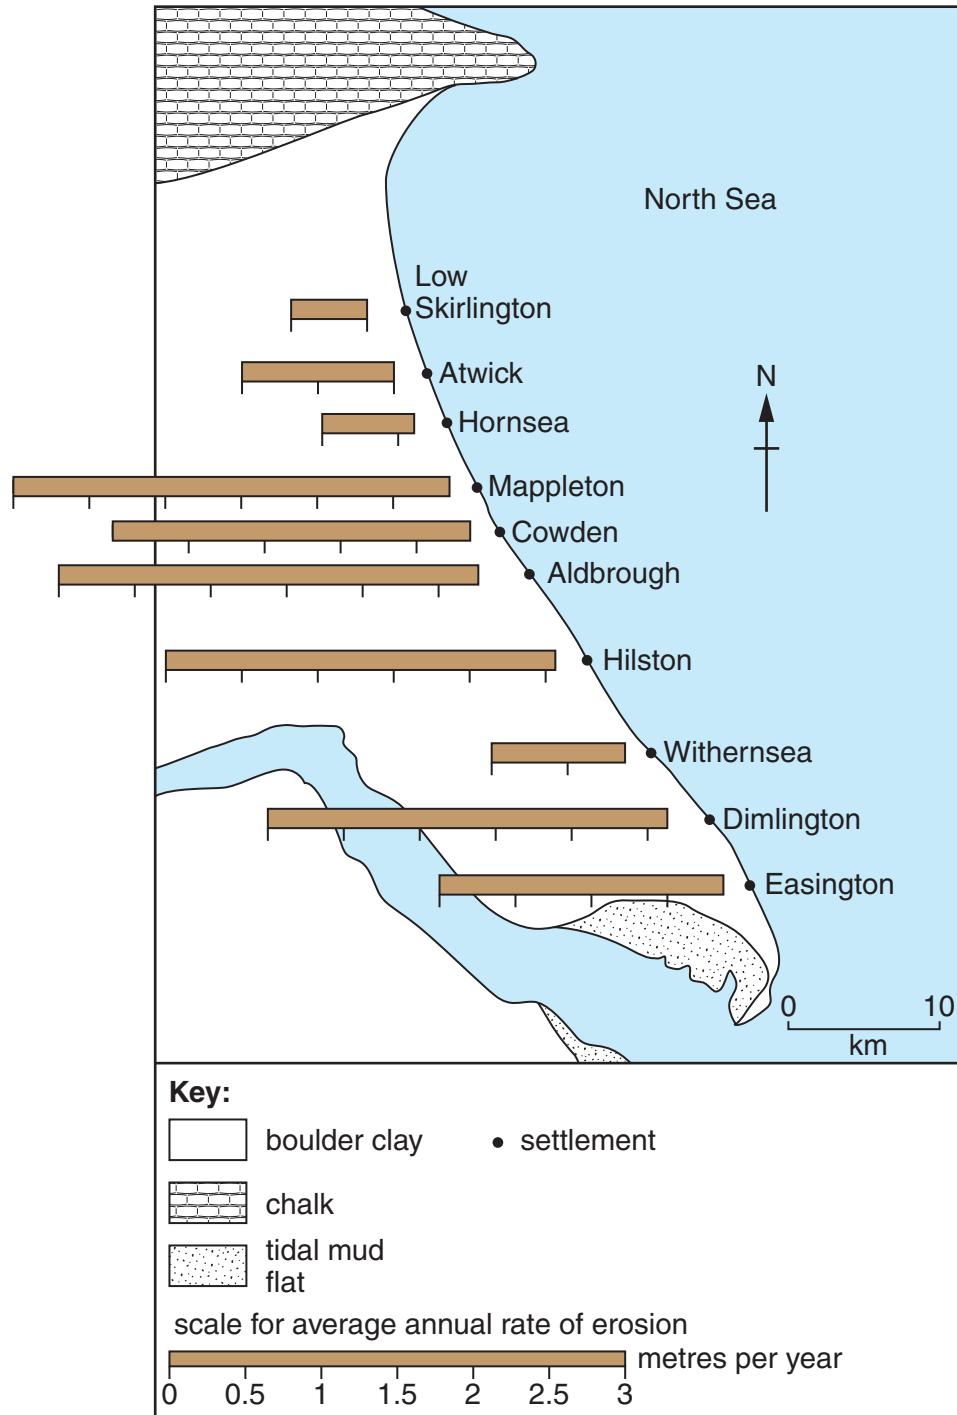 North Sea
Low
Skirlington
Atwick
N
Hornsea
Mappleton
Cowden
Aldbrough
Hilston
Withernsea
Dimlington
Easington
0 10
km
Key:
boulder clay settlement
chalk
tidal mud
flat
scale for average annual rate of erosion
metres per year
0 0.5 1 1.5 2 2.5 3